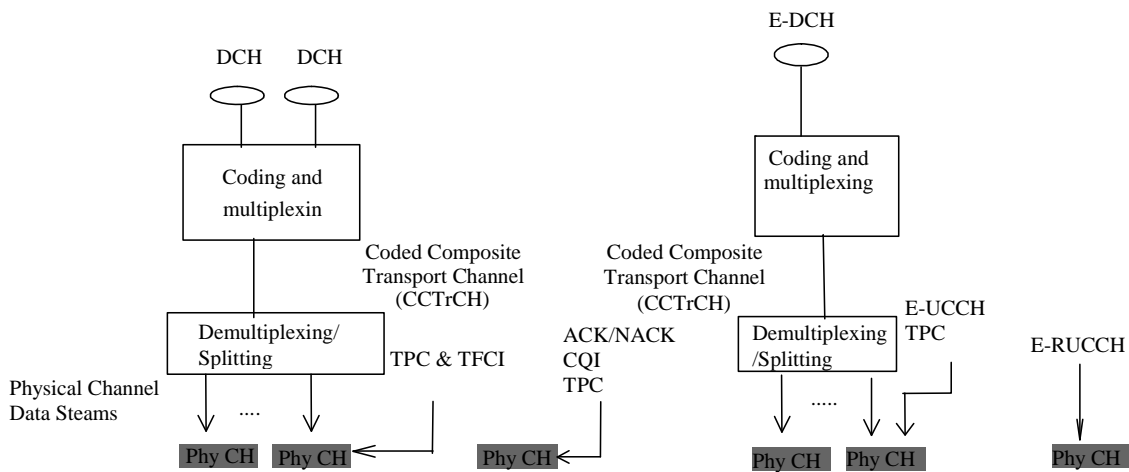 E-DCH
DCH
DCH
Coding and
multiplexin
Coding and
multiplexing
Coded Composite
Transport Channel
(CCTrCH)
Coded Composite
Transport Channel
(CCTrCH)
Demultiplexing/
Splitting
TPC & TFCI
ACK/NACK
CQI
TPC
Demultiplexing
/Splitting
E-UCCH
TPC
E-RUCCH
Physical Channel
Data Steams
....
.....
Phy CH
Phy CH
Phy CH
Phy CH
Phy CH
Phy CH